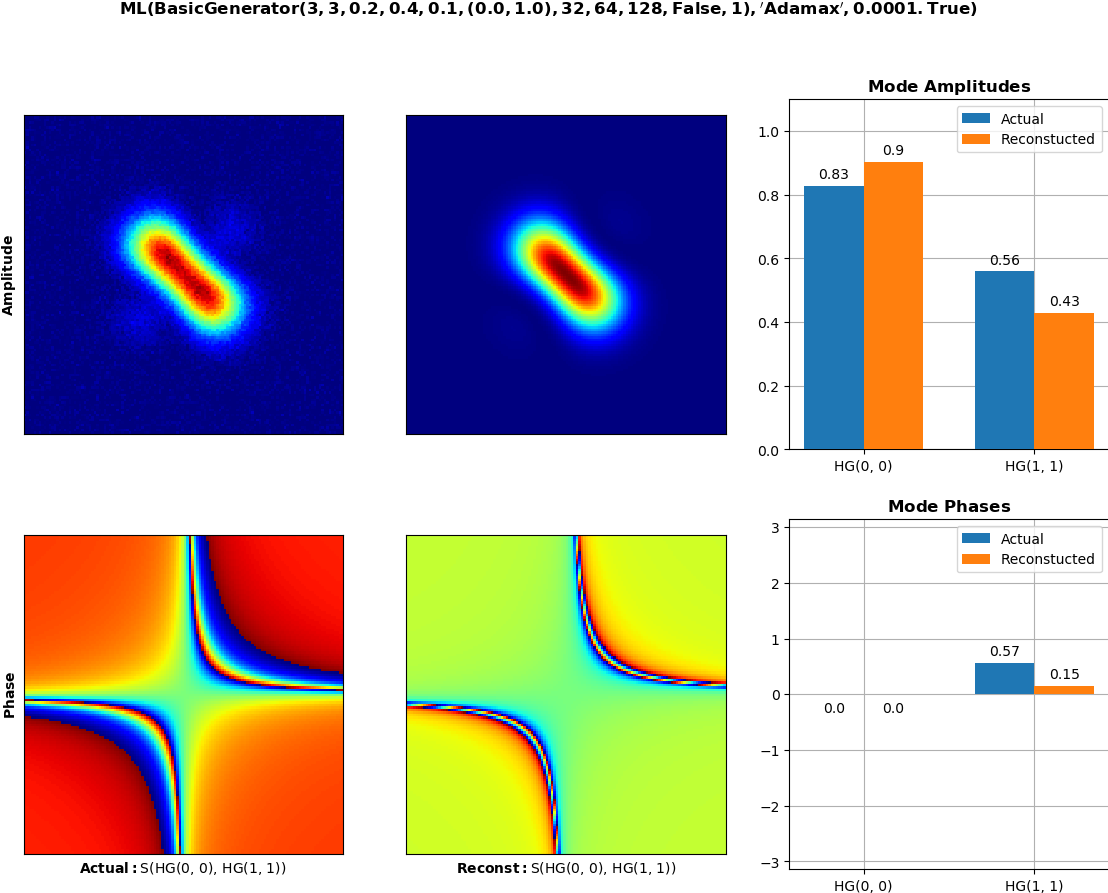 ML(BasicGenerator(3, 3, 0.2, 0.4, 0.1, (0.0, 1.0), 32, 64, 128, False, 1), ′Adamax′, 0.0001. True)
Amplitude
Mode Amplitudes
Actual
Reconstucted
1.0
0.8
0.6
0.4
0.2
0.0
0.83
0.9
0.56
0.43
HG(0, 0)
HG(1, 1)
Phase
Actual: S(HG(0, 0), HG(1, 1))
Reconst: S(HG(0, 0), HG(1, 1))
Mode Phases
Actual
Reconstucted
3
2
1
0
−1
−2
−3
0.0
0.0
0.57
0.15
HG(0, 0)
HG(1, 1)